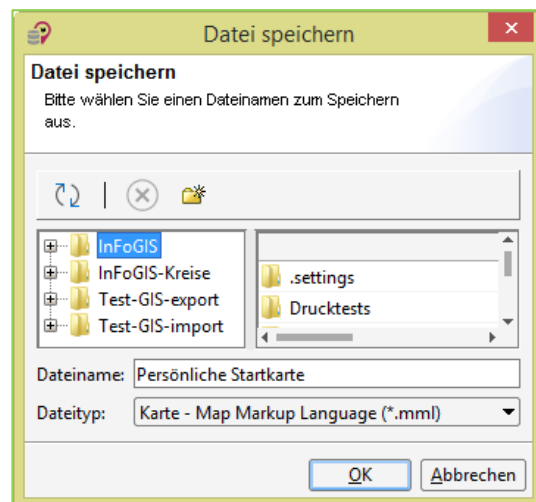 Datei speichern
Datei speichern
Bitte wählen Sie einen Dateinamen zum Speichern
aus.
InFoGIS
InFoGIS-Kreise
Test-GIS-export
Test-GIS-import
.settings
Drucktests
Dateiname: Persönliche Startkarte
Dateityp: Karte - Map Markup Language (*.mml)
OK Abbrechen